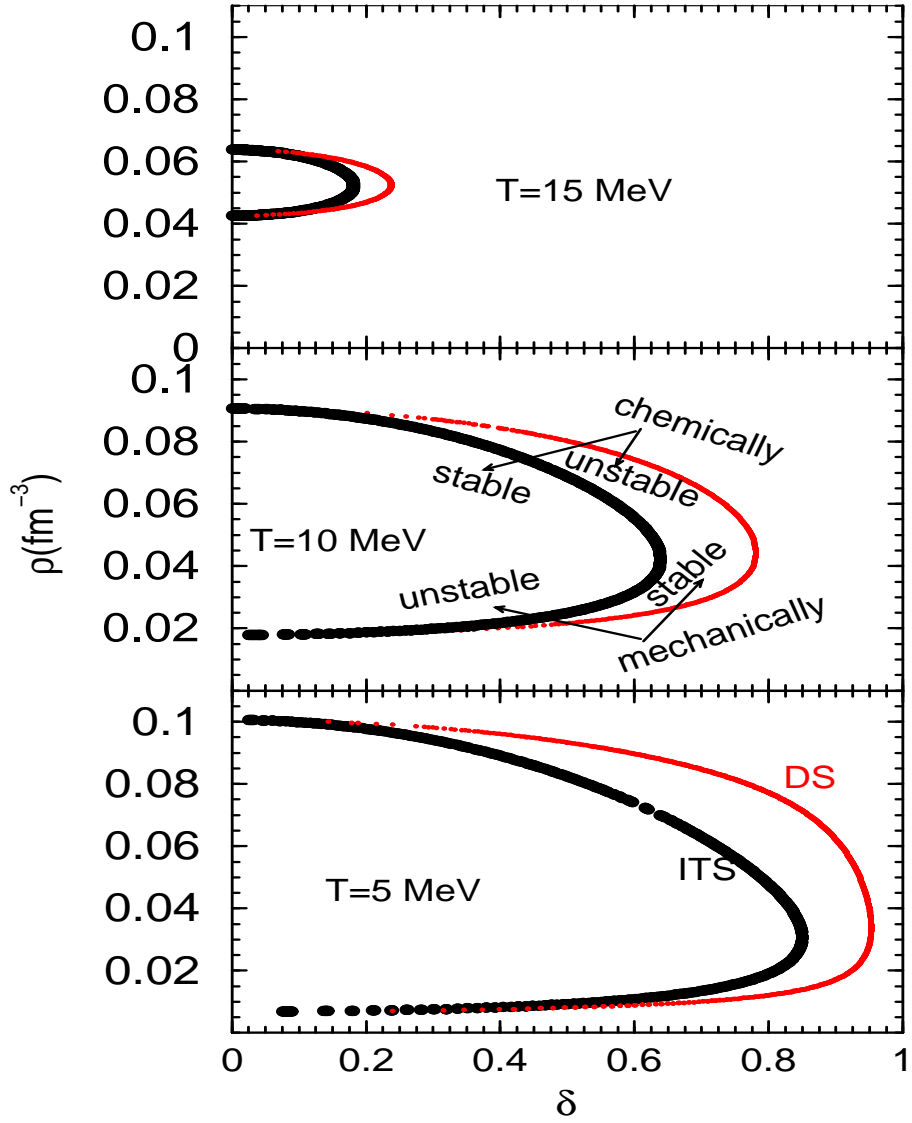 0.1
0.08
0.06
T=15 MeV
0.04
0.02
0
0.1
chemically
0.08
stable
unstable
0.06
ρ(fm⁻³)
T=10 MeV
0.04
unstable
stable
0.02
mechanically
0.1
DS
0.08
0.06
ITS
T=5 MeV
0.04
0.02
0 0.2 0.4 0.6 0.8 1
δ